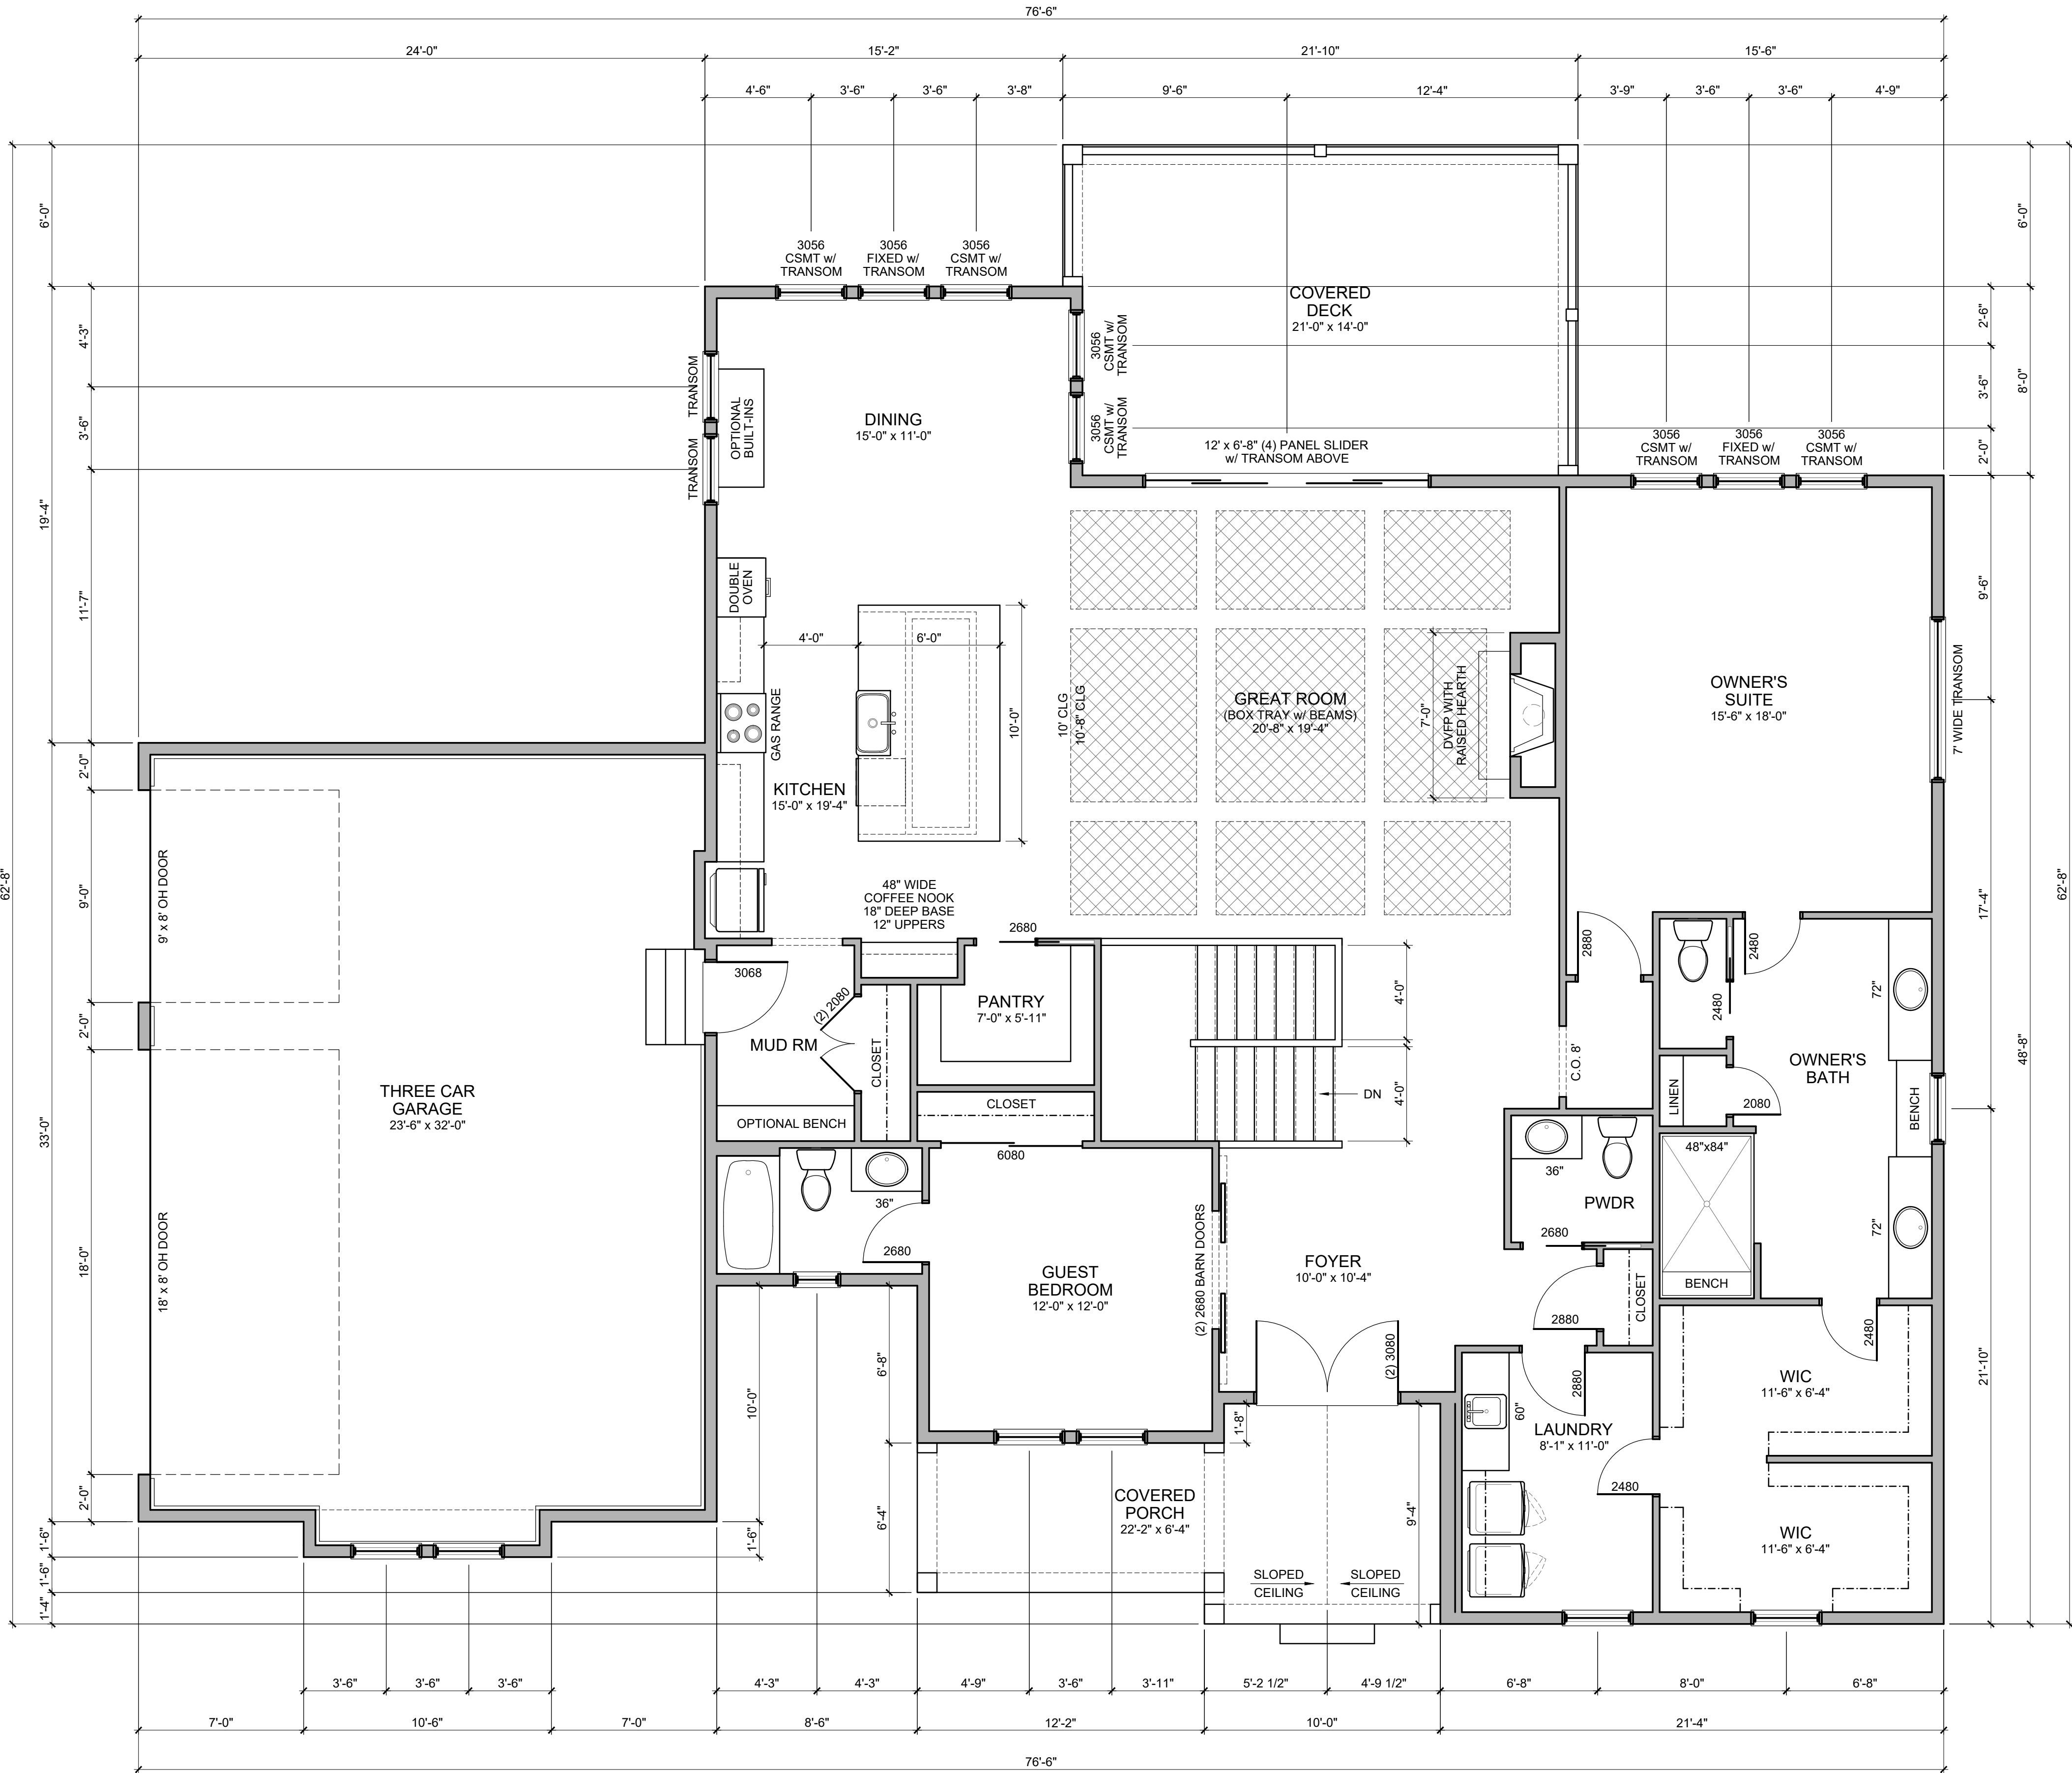 76'-6"
24'-0"
15'-2"
21'-10"
15'-6"
4'-6"
3'-6"
3'-6"
3'-8"
9'-6"
12'-4"
3'-9"
3'-6"
3'-6"
4'-9"
62'-8"
6'-0"
19'-4"
33'-0"
1'-6"
1'-6"
1'-4"
4'-3"
3'-6"
11'-7"
2'-0"
9'-0"
2'-0"
18'-0"
2'-0"
3056
CSMT w/
TRANSOM
3056
FIXED w/
TRANSOM
3056
CSMT w/
TRANSOM
COVERED
DECK
21'-0" x 14'-0"
3056
CSMT w/
TRANSOM
3056
CSMT w/
TRANSOM
12' x 6'-8" (4) PANEL SLIDER
w/ TRANSOM ABOVE
3056
CSMT w/
TRANSOM
3056
FIXED w/
TRANSOM
3056
CSMT w/
TRANSOM
TRANSOM
TRANSOM
OPTIONAL
BUILT-INS
DINING
15'-0" x 11'-0"
DOUBLE
OVEN
4'-0"
6'-0"
10'-0"
GAS RANGE
KITCHEN
15'-0" x 19'-4"
48" WIDE
COFFEE NOOK
18" DEEP BASE
12" UPPERS
10' CLG
10'-8" CLG
GREAT ROOM
(BOX TRAY w/ BEAMS)
20'-8" x 19'-4"
7'-0"
DVFP WITH
RAISED HEARTH
OWNER'S
SUITE
15'-6" x 18'-0"
7' WIDE TRANSOM
9' x 8' OH DOOR
18' x 8' OH DOOR
THREE CAR
GARAGE
23'-6" x 32'-0"
3068
(2) 2080
MUD RM
CLOSET
OPTIONAL BENCH
2680
PANTRY
7'-0" x 5'-11"
CLOSET
6080
4'-0"
4'-0"
DN
C.O. 8'
2880
2480
2480
72"
OWNER'S
BATH
LINEN
2080
BENCH
48"x84"
BENCH
72"
36"
PWDR
2680
2880
CLOSET
2480
36"
2680
GUEST
BEDROOM
12'-0" x 12'-0"
(2) 2680 BARN DOORS
FOYER
10'-0" x 10'-4"
(2) 3080
2880
60"
LAUNDRY
8'-1" x 11'-0"
2480
WIC
11'-6" x 6'-4"
WIC
11'-6" x 6'-4"
10'-0"
1'-6"
6'-8"
6'-4"
1'-8"
9'-4"
COVERED
PORCH
22'-2" x 6'-4"
SLOPED
CEILING
SLOPED
CEILING
2'-6"
3'-6"
2'-0"
9'-6"
17'-4"
21'-10"
6'-0"
8'-0"
48'-8"
62'-8"
3'-6"
3'-6"
3'-6"
4'-3"
4'-3"
4'-9"
3'-6"
3'-11"
5'-2 1/2"
4'-9 1/2"
6'-8"
8'-0"
6'-8"
7'-0"
10'-6"
7'-0"
8'-6"
12'-2"
10'-0"
21'-4"
76'-6"